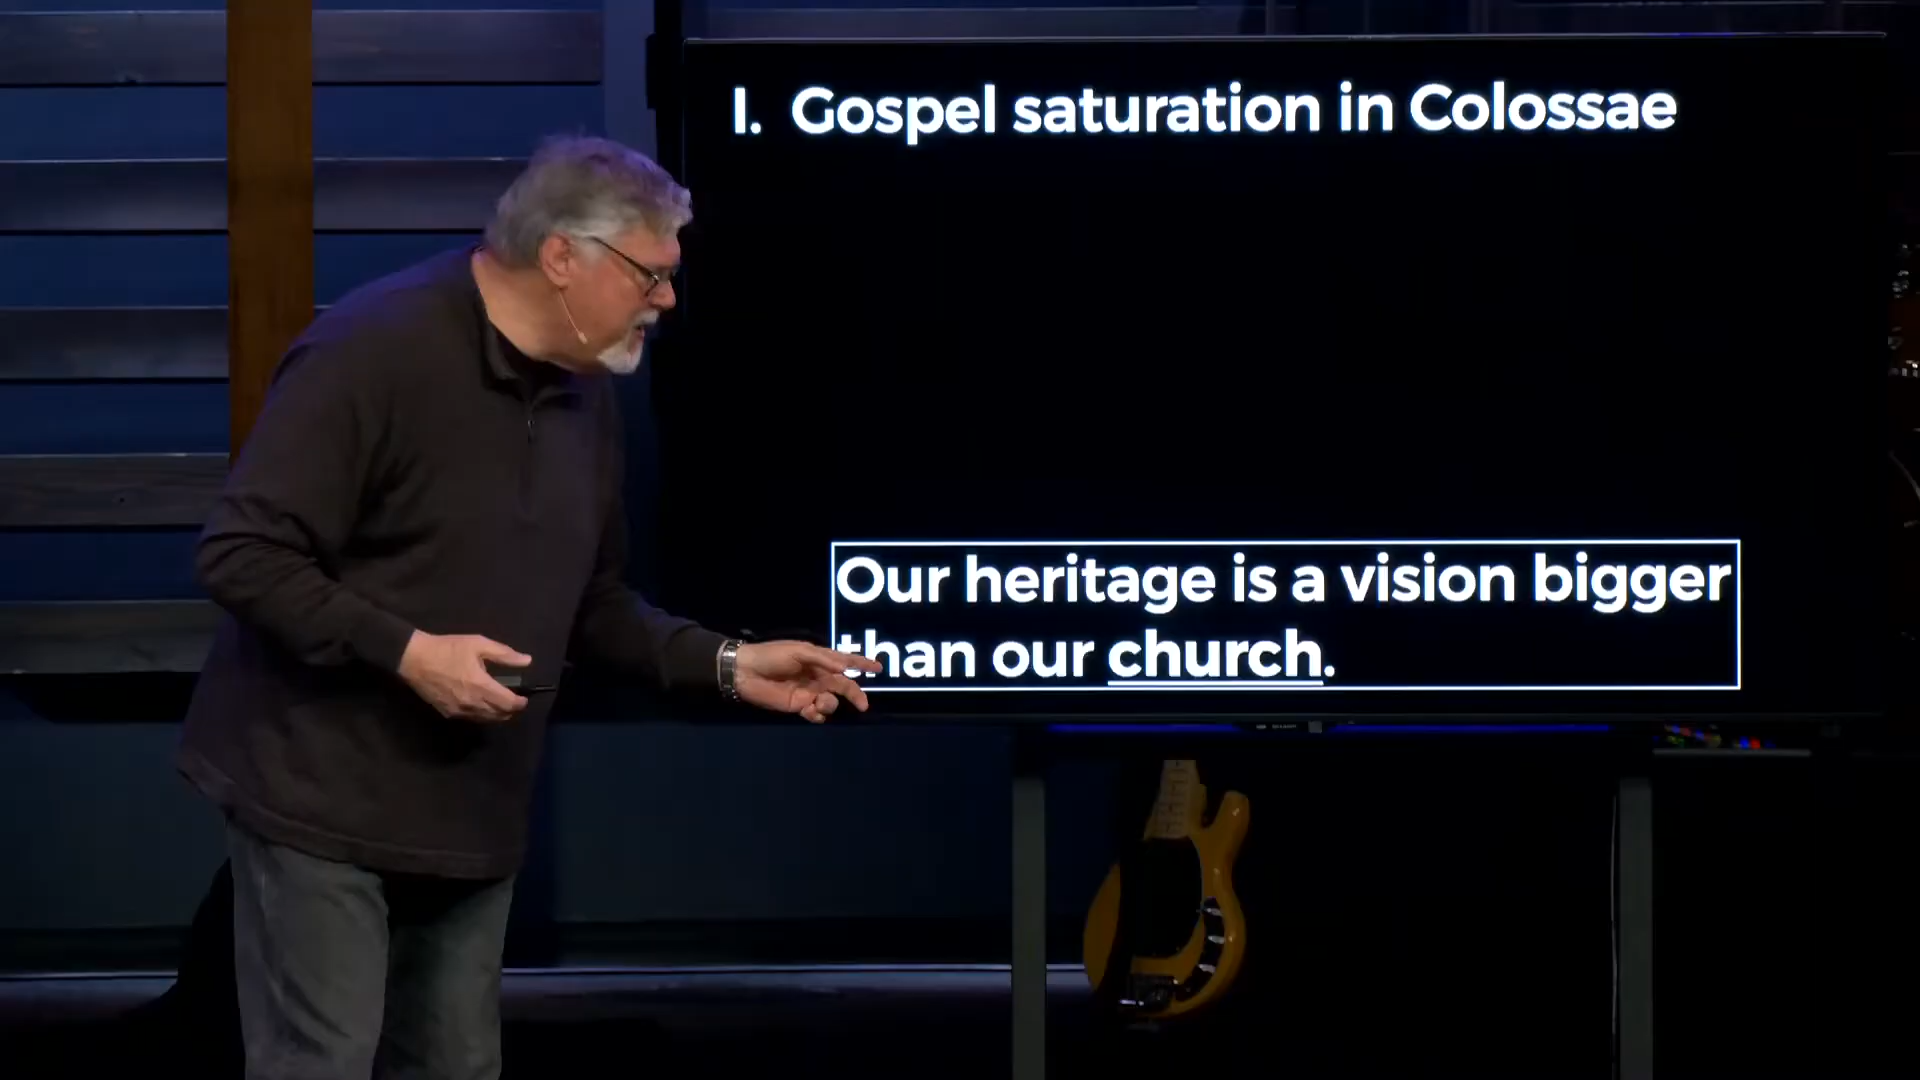 I. Gospel saturation in Colossae
Our heritage is a vision bigger
than our church.